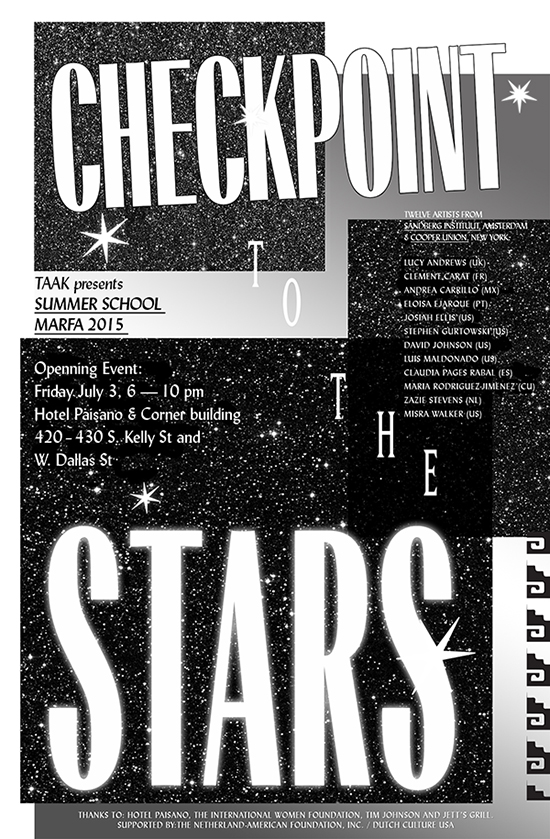 CHECKPOINT
TO
THE
STARS
TWELVE ARTISTS FROM
SANDBERG INSTITUUT, AMSTERDAM
& COOPER UNION, NEW YORK:
LUCY ANDREWS (UK)
CLEMENT CARAT (FR)
ANDREA CARRILLO (MX)
ELOISA EJARQUE (PT)
JOSIAH ELLIS (US)
STEPHEN GURTOWSKI (US)
DAVID JOHNSON (US)
LUIS MALDONADO (US)
CLAUDIA PAGES RABAL (ES)
MARIA RODRIGUEZ-JIMENEZ (CU)
ZAZIE STEVENS (NL)
MISRA WALKER (US)
TAAK presents
SUMMER SCHOOL
MARFA 2015
Openning Event:
Friday July 3, 6 — 10 pm
Hotel Paisano & Corner building
420 - 430 S. Kelly St and
W. Dallas St
THANKS TO: HOTEL PAISANO, THE INTERNATIONAL WOMEN FOUNDATION, TIM JOHNSON AND JETT'S GRILL.
SUPPORTED BY:THE NETHERLAND-AMERICAN FOUNDATION, INC. / DUTCH CULTURE USA